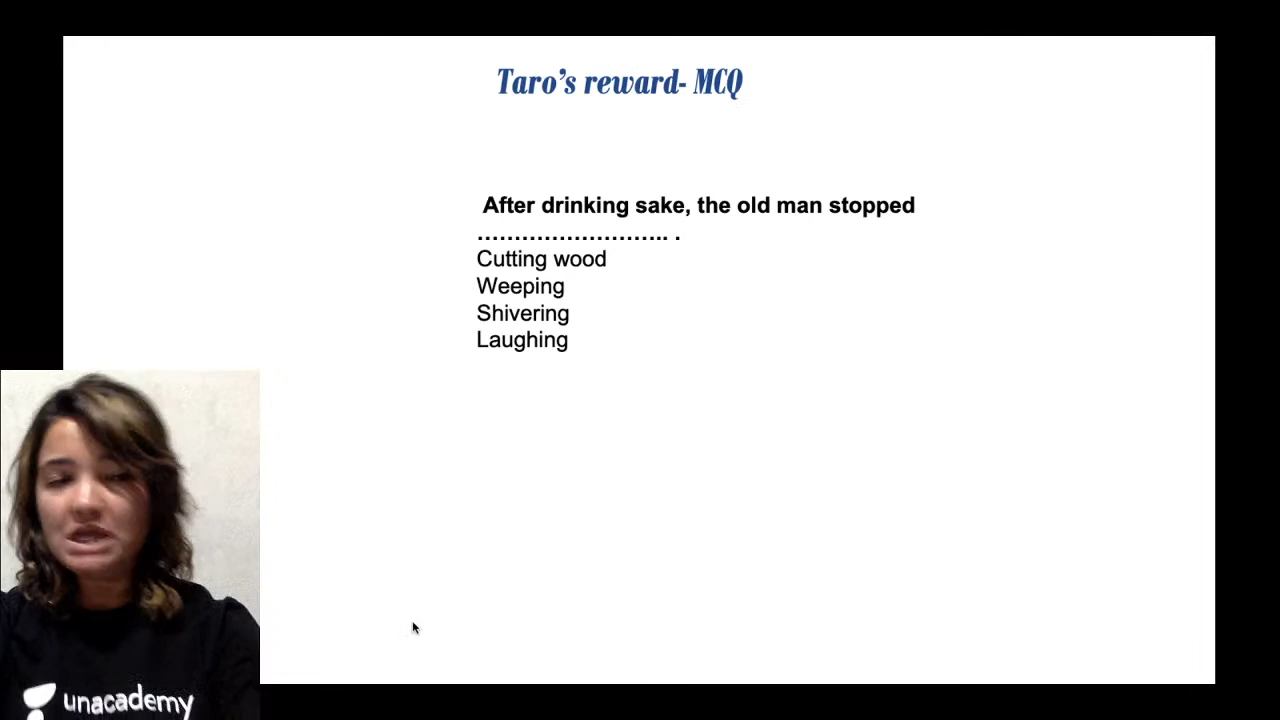 Taro's reward- MCQ
After drinking sake, the old man stopped
.......................... .
Cutting wood
Weeping
Shivering
Laughing
unacademy